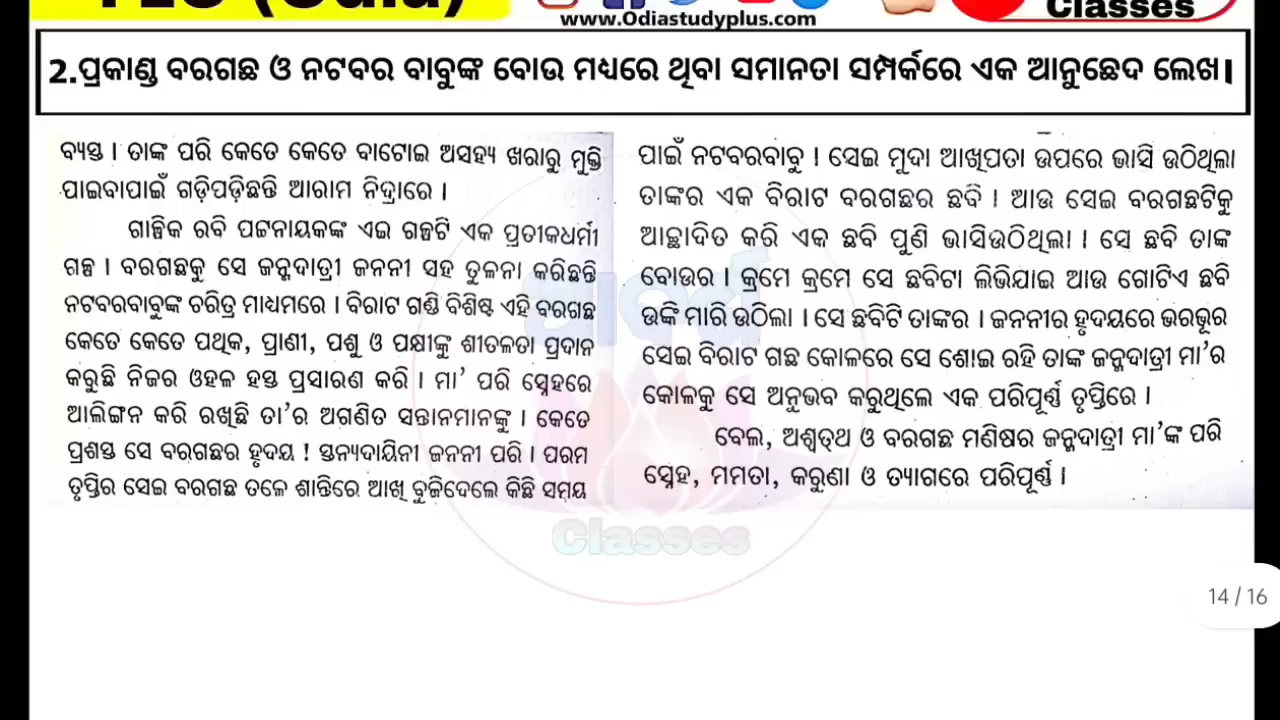 www.Odiastudyplus.com
Classes
2.ପ୍ରକାଣ୍ଡ ବରଗଛ ଓ ନଟବର ବାବୁଙ୍କ ବୋଉ ମଧ୍ୟରେ ଥିବା ସମାନତା ସମ୍ପର୍କରେ ଏକ ଆନୁଛେଦ ଲେଖ।
ବ୍ୟସ୍ତ । ତାଙ୍କ ପରି କେତେ କେତେ ବାଟୋଇ ଅସହ୍ୟ ଖରାରୁ ମୁକ୍ତି
ପାଇବାପାଇଁ ଗଡ଼ିପଡ଼ିଛନ୍ତି ଆରାମ ନିଦ୍ରାରେ ।
ଗାଳ୍ପିକ ରବି ପଟ୍ଟନାୟକଙ୍କ ଏଇ ଗଳ୍ପଟି ଏକ ପ୍ରତୀକଧର୍ମୀ
ଗଳ୍ପ । ବରଗଛକୁ ସେ ଜନ୍ମଦାତ୍ରୀ ଜନନୀ ସହ ତୁଳନା କରିଛନ୍ତି
ନଟବରବାବୁଙ୍କ ଚରିତ୍ର ମାଧ୍ୟମରେ । ବିରାଟ ଗଣ୍ଡି ବିଶିଷ୍ଟ ଏହି ବରଗଛ
କେତେ କେତେ ପଥିକ, ପ୍ରାଣୀ, ପଶୁ ଓ ପକ୍ଷୀଙ୍କୁ ଶୀତଳତା ପ୍ରଦାନ
କରୁଛି ନିଜର ଓହଳ ହସ୍ତ ପ୍ରସାରଣ କରି । ମା' ପରି ସ୍ନେହରେ
ଆଲିଙ୍ଗନ କରି ରଖିଛି ତା'ର ଅଗଣିତ ସନ୍ତାନମାନଙ୍କୁ । କେତେ
ପ୍ରଶସ୍ତ ସେ ବରଗଛର ହୃଦୟ ! ସ୍ତନ୍ୟଦାୟିନୀ ଜନନୀ ପରି । ପରମ
ତୃପ୍ତିର ସେଇ ବରଗଛ ତଳେ ଶାନ୍ତିରେ ଆଖି ବୁଜିଦେଲେ କିଛି ସମୟ
ପାଇଁ ନଟବରବାବୁ । ସେଇ ମୁଦା ଆଖିପତା ଉପରେ ଭାସି ଉଠିଥିଲା
ତାଙ୍କର ଏକ ବିରାଟ ବରଗଛର ଛବି । ଆଉ ସେଇ ବରଗଛଟିକୁ
ଆଚ୍ଛାଦିତ କରି ଏକ ଛବି ପୁଣି ଭାସିଉଠିଥିଲା । ସେ ଛବି ତାଙ୍କ
ବୋଉର । କ୍ରମେ କ୍ରମେ ସେ ଛବିଟା ଲିଭିଯାଇ ଆଉ ଗୋଟିଏ ଛବି
ଉଙ୍କି ମାରି ଉଠିଲା । ସେ ଛବିଟି ତାଙ୍କର । ଜନନୀର ହୃଦୟରେ ଭରଭୂର
ସେଇ ବିରାଟ ଗଛ କୋଳରେ ସେ ଶୋଇ ରହି ତାଙ୍କ ଜନ୍ମଦାତ୍ରୀ ମା'ର
କୋଳକୁ ସେ ଅନୁଭବ କରୁଥିଲେ ଏକ ପରିପୂର୍ଣ୍ଣ ତୃପ୍ତିରେ ।
ବେଲ, ଅଶ୍ୱତ୍ଥ ଓ ବରଗଛ ମଣିଷର ଜନ୍ମଦାତ୍ରୀ ମା'ଙ୍କ ପରି
ସ୍ନେହ, ମମତା, କରୁଣା ଓ ତ୍ୟାଗରେ ପରିପୂର୍ଣ୍ଣ ।
Classes
14 / 16